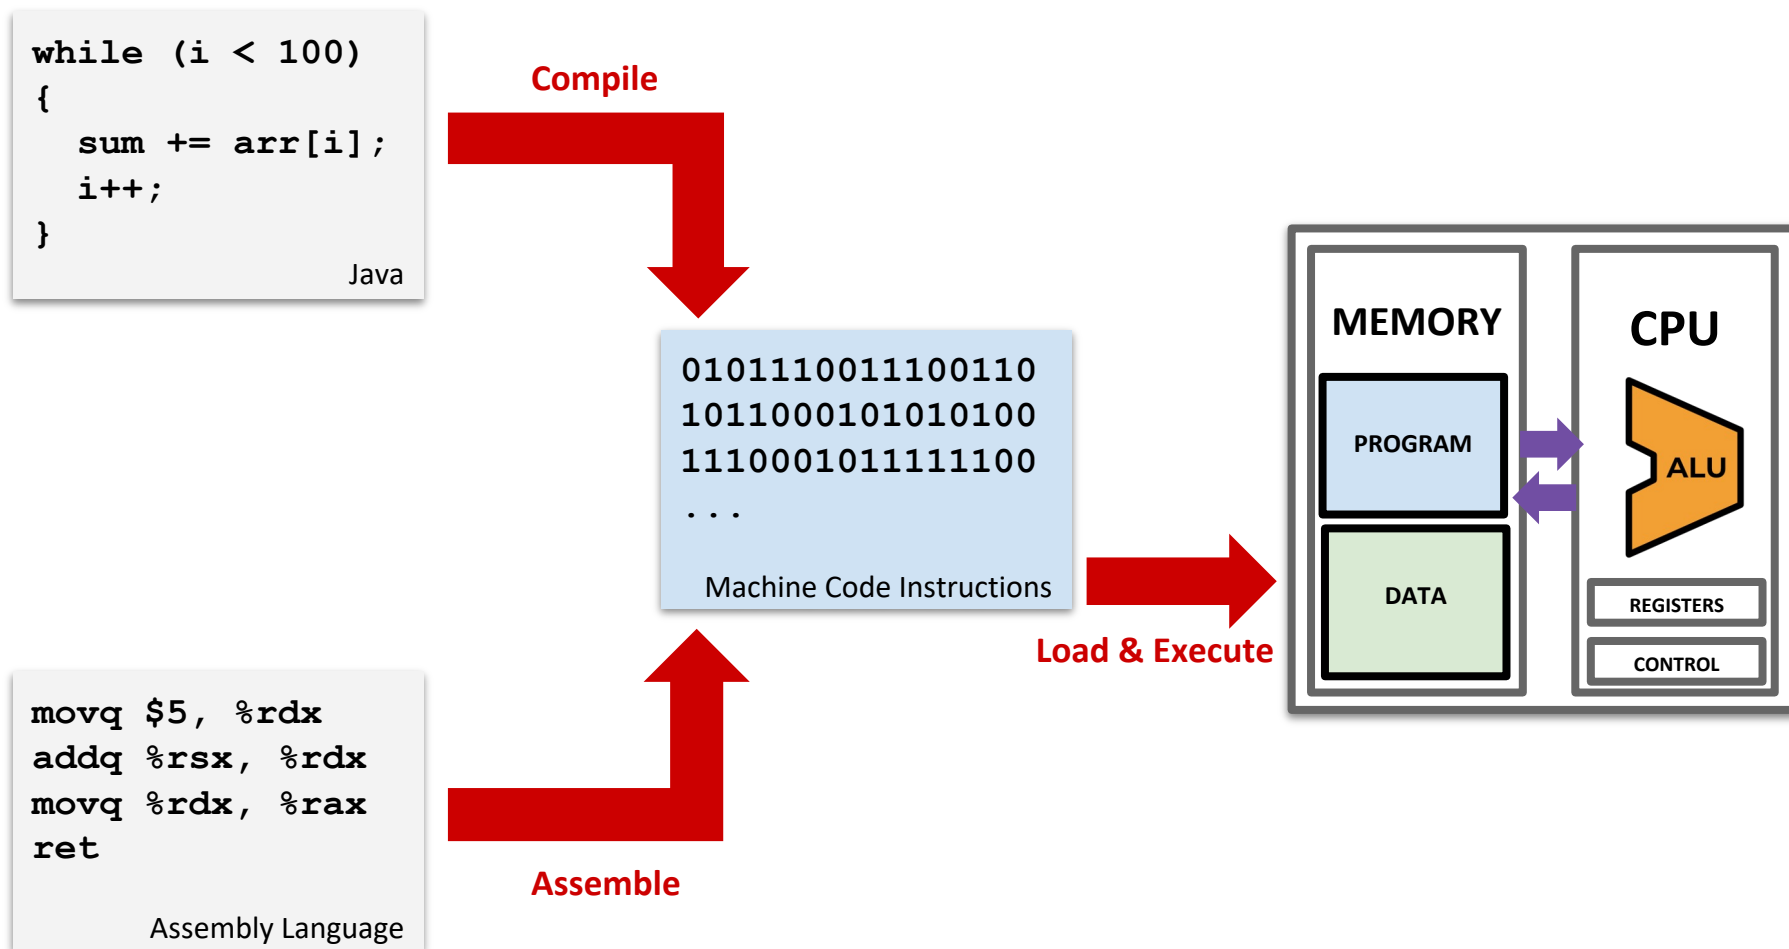 while (i < 100)
{
  sum += arr[i];
  i++;
}
Java
Compile
0101110011100110
1011000101010100
1110001011111100
...
Machine Code Instructions
movq $5, %rdx
addq %rsx, %rdx
movq %rdx, %rax
ret
Assembly Language
Assemble
Load & Execute
MEMORY
PROGRAM
DATA
CPU
ALU
REGISTERS
CONTROL